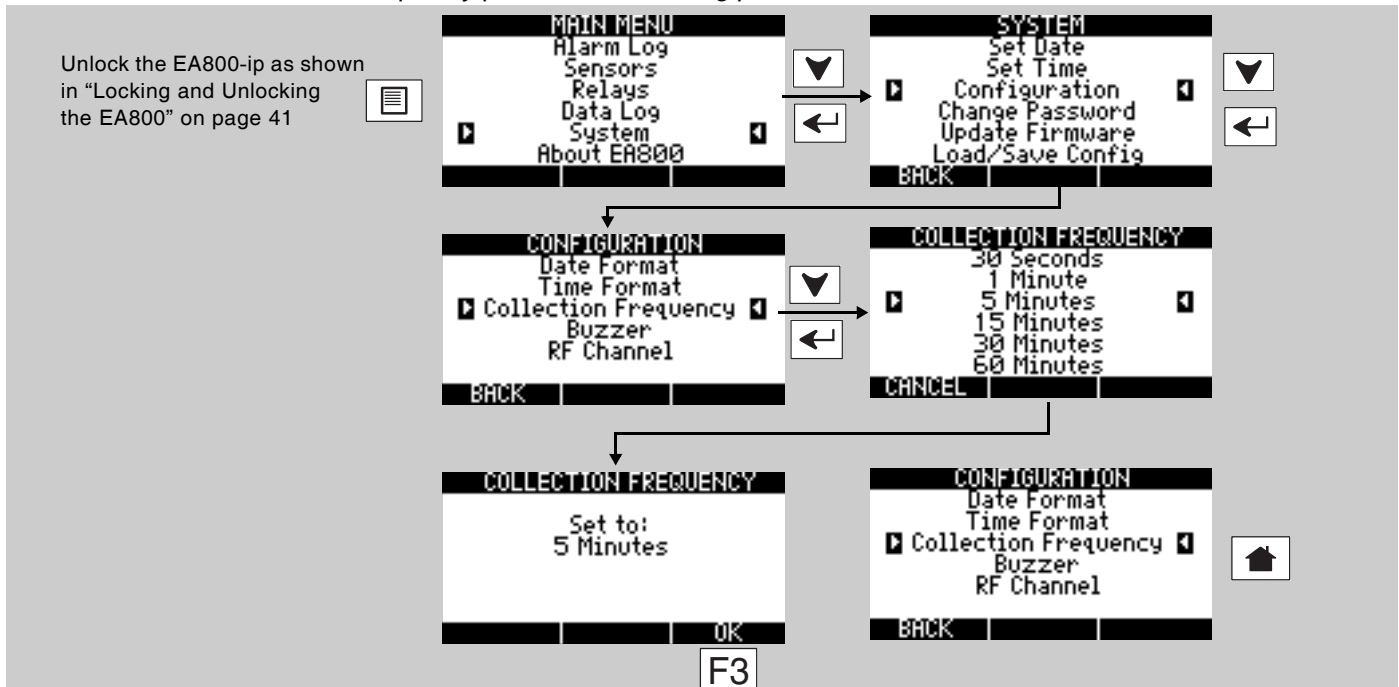 Unlock the EA800-ip as shown
in “Locking and Unlocking
the EA800” on page 41
MAIN MENU
Alarm Log
Sensors
Relays
Data Log
System
About EA800
SYSTEM
Set Date
Set Time
Configuration
Change Password
Update Firmware
Load/Save Config
BACK
CONFIGURATION
Date Format
Time Format
Collection Frequency
Buzzer
RF Channel
BACK
COLLECTION FREQUENCY
30 Seconds
1 Minute
5 Minutes
15 Minutes
30 Minutes
60 Minutes
CANCEL
COLLECTION FREQUENCY
Set to:
5 Minutes
OK
F3
CONFIGURATION
Date Format
Time Format
Collection Frequency
Buzzer
RF Channel
BACK